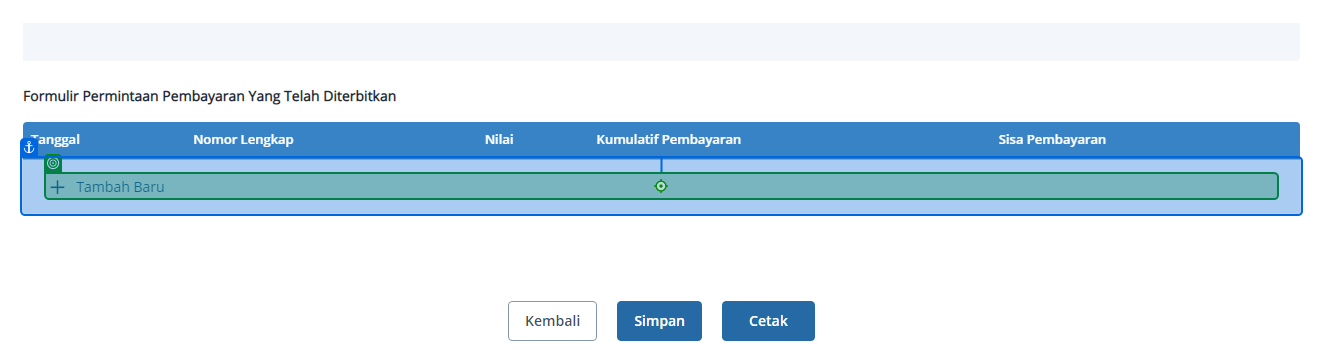 Formulir Permintaan Pembayaran Yang Telah Diterbitkan
Tanggal Nomor Lengkap Nilai Kumulatif Pembayaran Sisa Pembayaran
+ Tambah Baru
Kembali Simpan Cetak